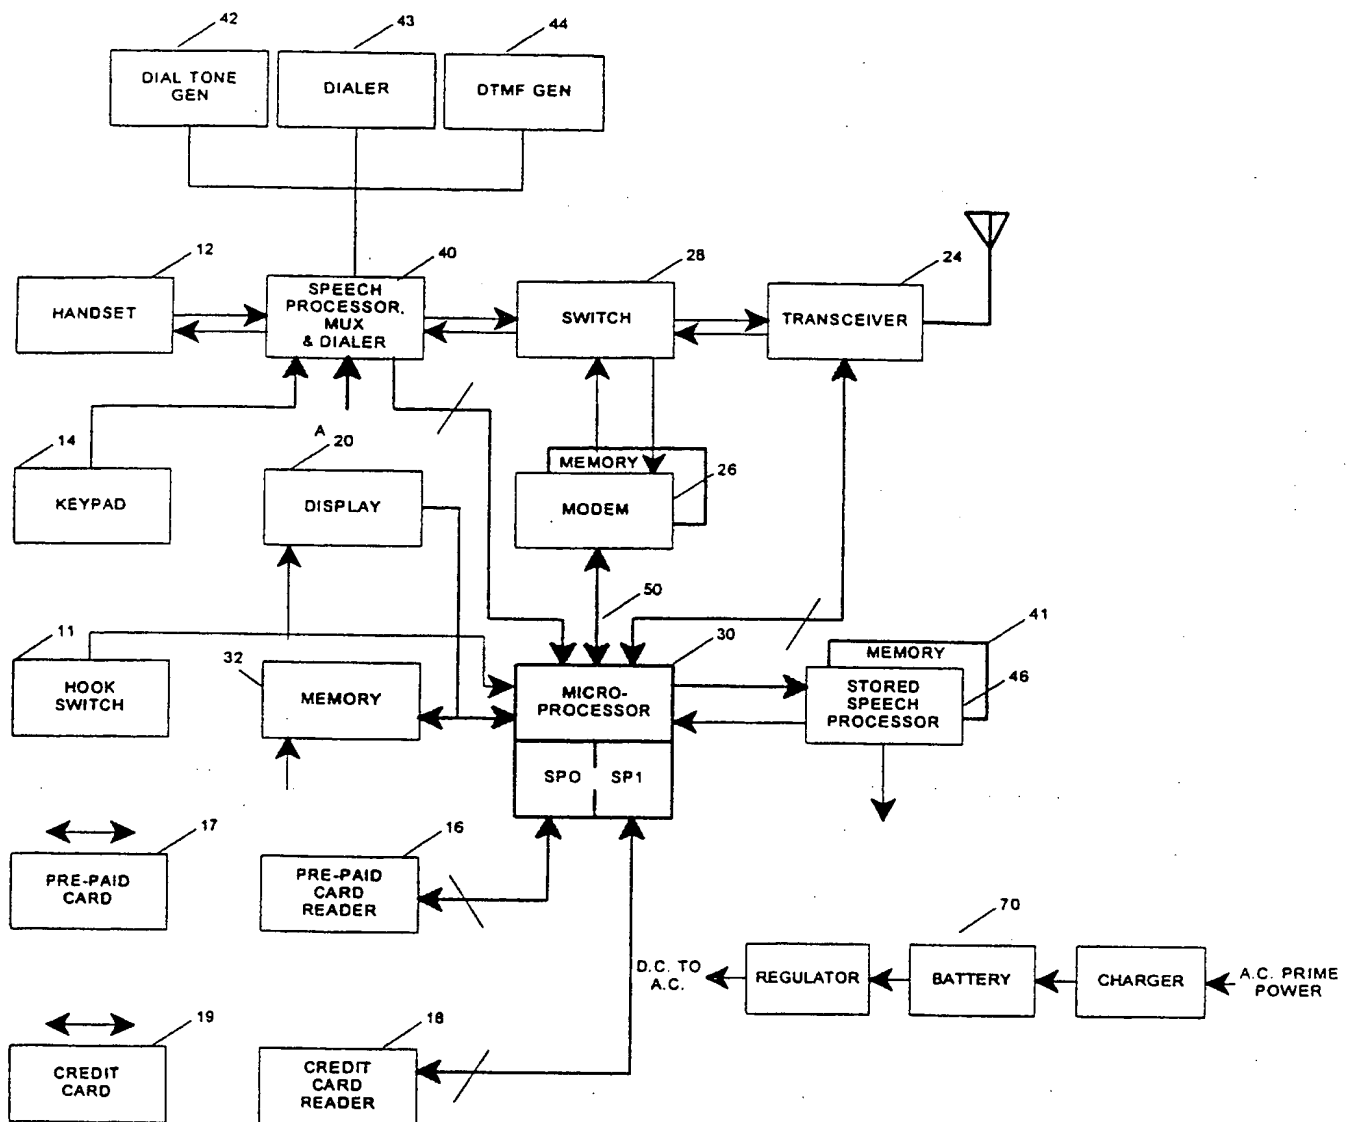 42
43
44
DIAL TONE
GEN
DIALER
DTMF GEN
12
40
28
24
HANDSET
SPEECH
PROCESSOR,
MUX
& DIALER
SWITCH
TRANSCEIVER
A
14
20
KEYPAD
DISPLAY
MEMORY
26
MODEM
50
11
32
30
41
HOOK
SWITCH
MEMORY
MICRO-
PROCESSOR
MEMORY
46
STORED
SPEECH
PROCESSOR
SP0
SP1
17
16
PRE-PAID
CARD
PRE-PAID
CARD
READER
70
D.C. TO
A.C.
REGULATOR
BATTERY
CHARGER
A.C. PRIME
POWER
19
18
CREDIT
CARD
CREDIT
CARD
READER